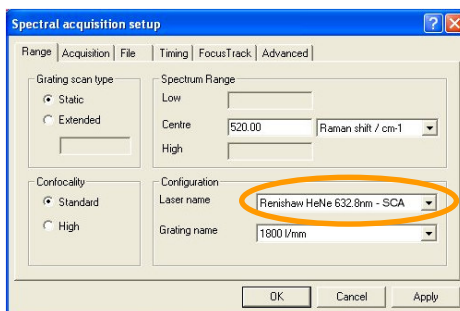 Spectral acquisition setup
Range Acquisition File Timing FocusTrack Advanced
Grating scan type
Static
Extended
Spectrum Range
Low
Centre 520.00 Raman shift / cm-1
High
Confocality
Standard
High
Configuration
Laser name Renishaw HeNe 632.8nm - SCA
Grating name 1800 l/mm
OK Cancel Apply